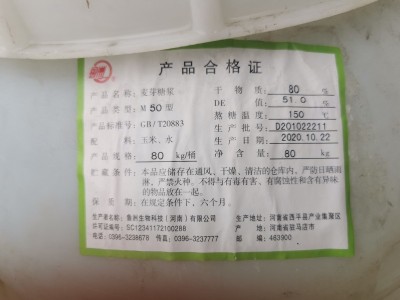 产品合格证
产品名称：麦芽糖浆 干物质：80 %
产品类型：M 50型 DE 值：51.0 %
产品标准号：GB/T20883 熬糖温度：150 ℃
配料：玉米、水 生产批号：D201022211
产品规格：80 kg/桶 生产日期：2020.10.22
净含量：80 kg
贮藏条件：本品应储存在通风、干燥、清洁的仓库内。严防日晒雨
淋，严禁火种。不得与有毒有害、有腐蚀性和含有异味
的物品放在一起。
保质期：在规定条件下，六个月。
生产商：鲁洲生物科技（河南）有限公司 生产地址：河南省西平县产业集聚区
许可证编号：SC12341172100288 产地：河南省驻马店市
电话：0396-3238678 传真：0396-3237777 邮编：463900